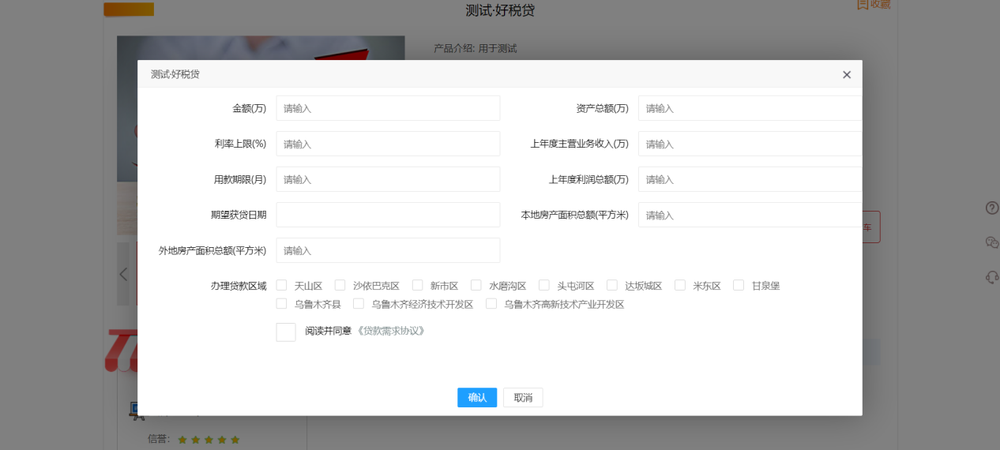 测试·好税贷
收藏
产品介绍: 用于测试
测试-好税贷
金额(万) 请输入 资产总额(万) 请输入
利率上限(%) 请输入 上年度主营业务收入(万) 请输入
用款期限(月) 请输入 上年度利润总额(万) 请输入
期望获贷日期 本地房产面积总额(平方米) 请输入
车
外地房产面积总额(平方米) 请输入
办理贷款区域 天山区 沙依巴克区 新市区 水磨沟区 头屯河区 达坂城区 米东区 甘泉堡
乌鲁木齐县 乌鲁木齐经济技术开发区 乌鲁木齐高新技术产业开发区
阅读并同意 《贷款需求协议》
确认 取消
信誉: